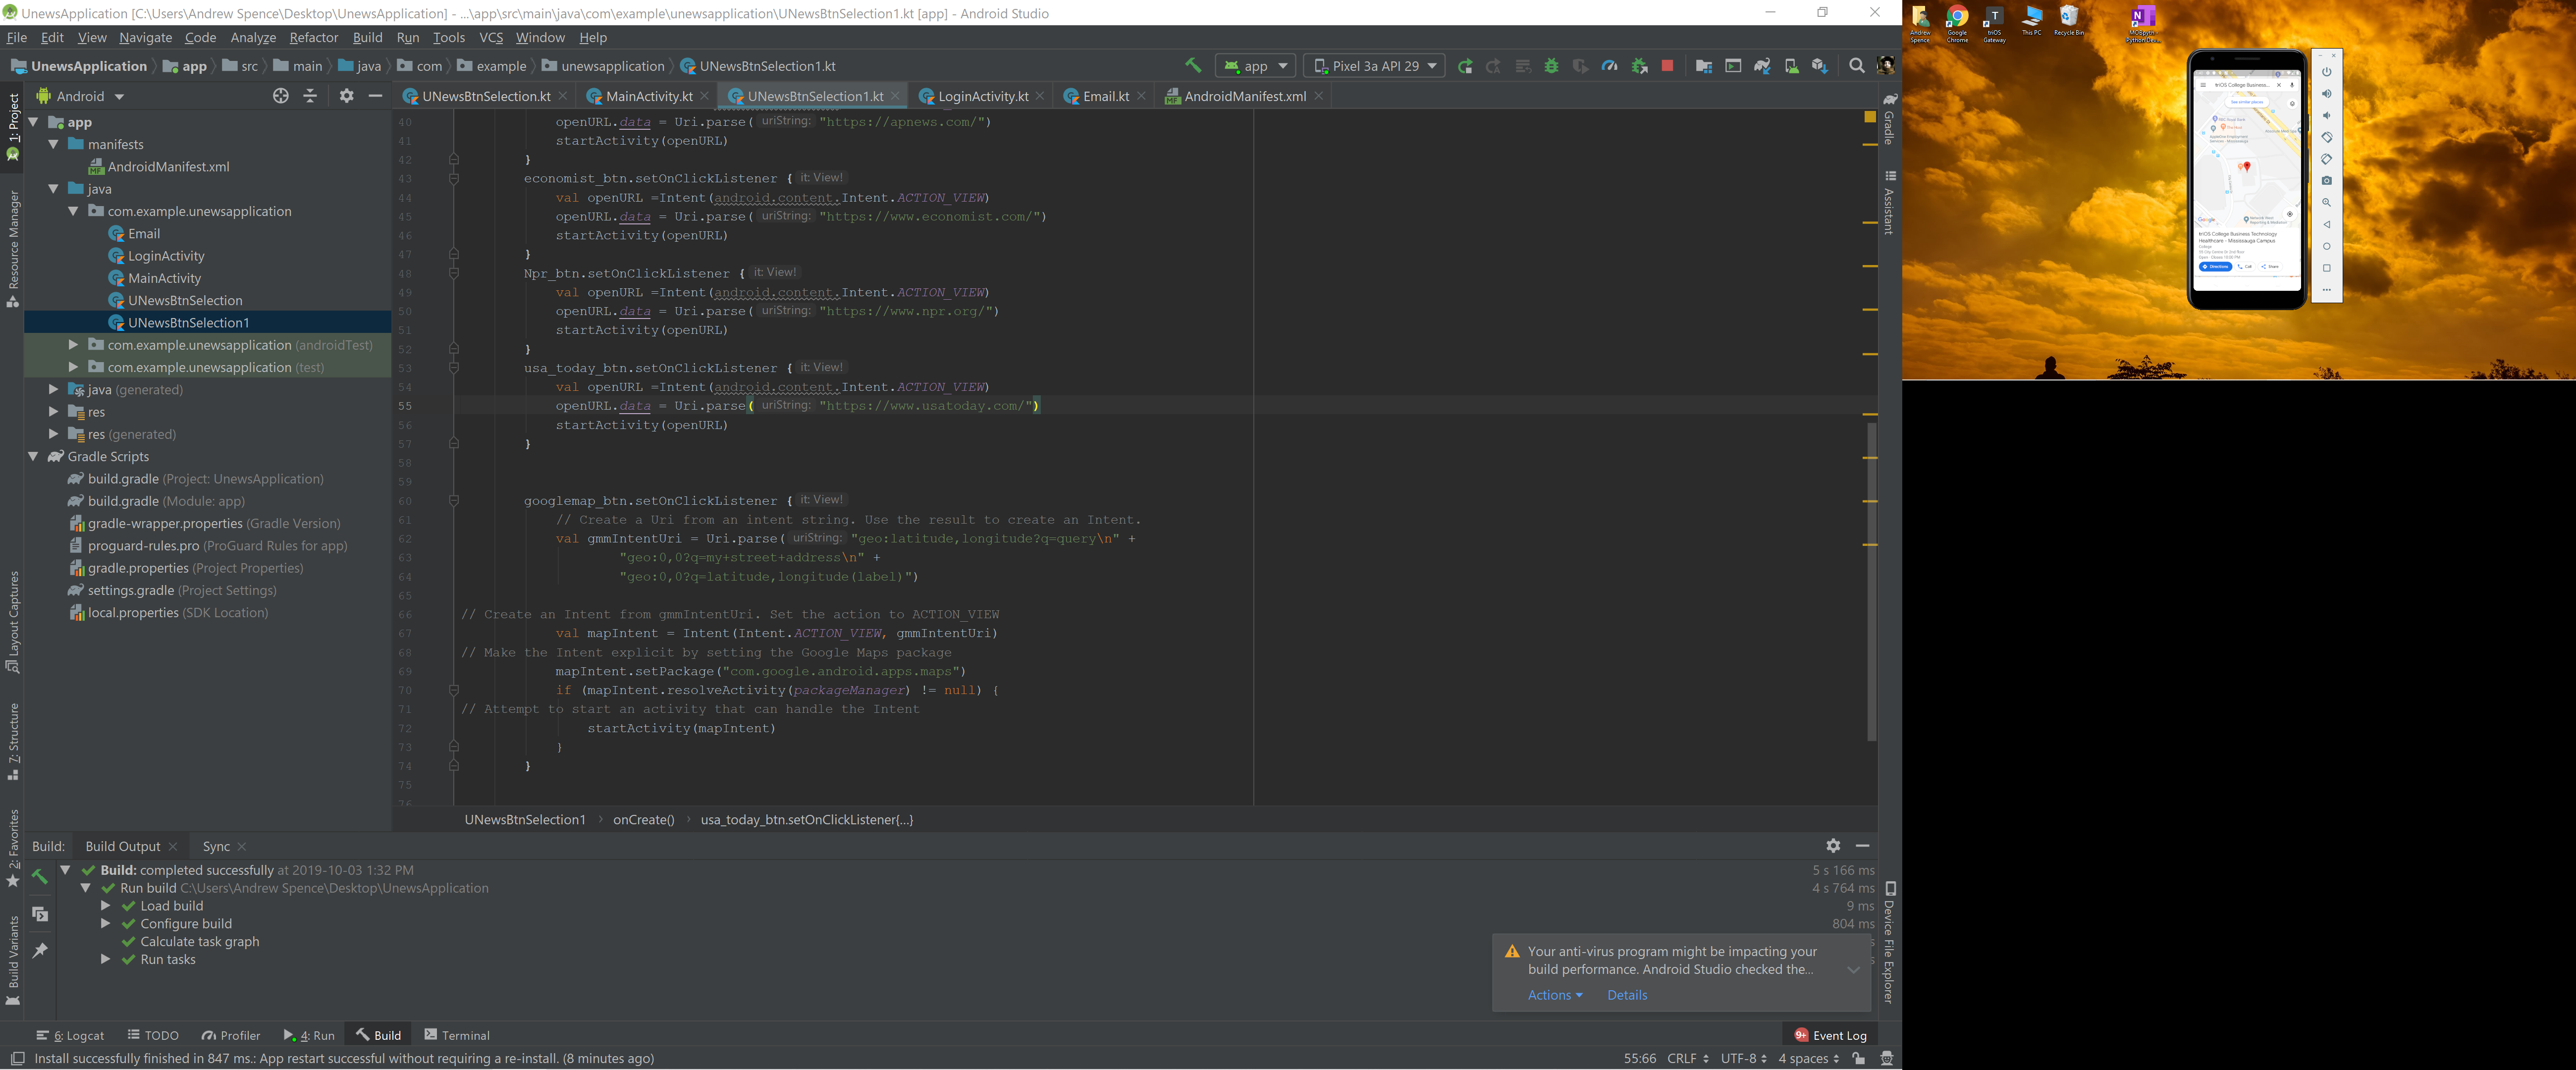 UnewsApplication [C:\Users\Andrew Spence\Desktop\UnewsApplication] - ...\app\src\main\java\com\example\unewsapplication\UNewsBtnSelection1.kt [app] - Android Studio
File Edit View Navigate Code Analyze Refactor Build Run Tools VCS Window Help
UnewsApplication app src main java com example unewsapplication UNewsBtnSelection1.kt app Pixel 3a API 29
Android
UNewsBtnSelection.kt MainActivity.kt UNewsBtnSelection1.kt LoginActivity.kt Email.kt AndroidManifest.xml
1: Project
Resource Manager
Layout Captures
7: Structure
2: Favorites
Build Variants
app
manifests
AndroidManifest.xml
java
com.example.unewsapplication
Email
LoginActivity
MainActivity
UNewsBtnSelection
UNewsBtnSelection1
com.example.unewsapplication (androidTest)
com.example.unewsapplication (test)
java (generated)
res
res (generated)
Gradle Scripts
build.gradle (Project: UnewsApplication)
build.gradle (Module: app)
gradle-wrapper.properties (Gradle Version)
proguard-rules.pro (ProGuard Rules for app)
gradle.properties (Project Properties)
settings.gradle (Project Settings)
local.properties (SDK Location)
40 openURL.data = Uri.parse( uriString: "https://apnews.com/")
41 startActivity(openURL)
42 }
43 economist_btn.setOnClickListener { it: View!
44 val openURL =Intent(android.content.Intent.ACTION_VIEW)
45 openURL.data = Uri.parse( uriString: "https://www.economist.com/")
46 startActivity(openURL)
47 }
48 Npr_btn.setOnClickListener { it: View!
49 val openURL =Intent(android.content.Intent.ACTION_VIEW)
50 openURL.data = Uri.parse( uriString: "https://www.npr.org/")
51 startActivity(openURL)
52 }
53 usa_today_btn.setOnClickListener { it: View!
54 val openURL =Intent(android.content.Intent.ACTION_VIEW)
55 openURL.data = Uri.parse( uriString: "https://www.usatoday.com/")
56 startActivity(openURL)
57 }
58
59
60 googlemap_btn.setOnClickListener { it: View!
61 // Create a Uri from an intent string. Use the result to create an Intent.
62 val gmmIntentUri = Uri.parse( uriString: "geo:latitude,longitude?q=query\n" +
63 "geo:0,0?q=my+street+address\n" +
64 "geo:0,0?q=latitude,longitude(label)")
65
66 // Create an Intent from gmmIntentUri. Set the action to ACTION_VIEW
67 val mapIntent = Intent(Intent.ACTION_VIEW, gmmIntentUri)
68 // Make the Intent explicit by setting the Google Maps package
69 mapIntent.setPackage("com.google.android.apps.maps")
70 if (mapIntent.resolveActivity(packageManager) != null) {
71 // Attempt to start an activity that can handle the Intent
72 startActivity(mapIntent)
73 }
74 }
75
76
UNewsBtnSelection1 onCreate() usa_today_btn.setOnClickListener{...}
Gradle
Assistant
Device File Explorer
Build: Build Output Sync
Build: completed successfully at 2019-10-03 1:32 PM 5 s 166 ms
Run build C:\Users\Andrew Spence\Desktop\UnewsApplication 4 s 764 ms
Load build 9 ms
Configure build 804 ms
Calculate task graph
Run tasks
Your anti-virus program might be impacting your
build performance. Android Studio checked the...
Actions Details
6: Logcat TODO Profiler 4: Run Build Terminal 9+ Event Log
Install successfully finished in 847 ms.: App restart successful without requiring a re-install. (8 minutes ago) 55:66 CRLF UTF-8 4 spaces
Andrew
Spence
Google
Chrome
triOS
Gateway
This PC
Recycle Bin
triOS College Business...
See similar places
Google
triOS College Business Technology
Healthcare - Mississauga Campus
College
Directions Call Share